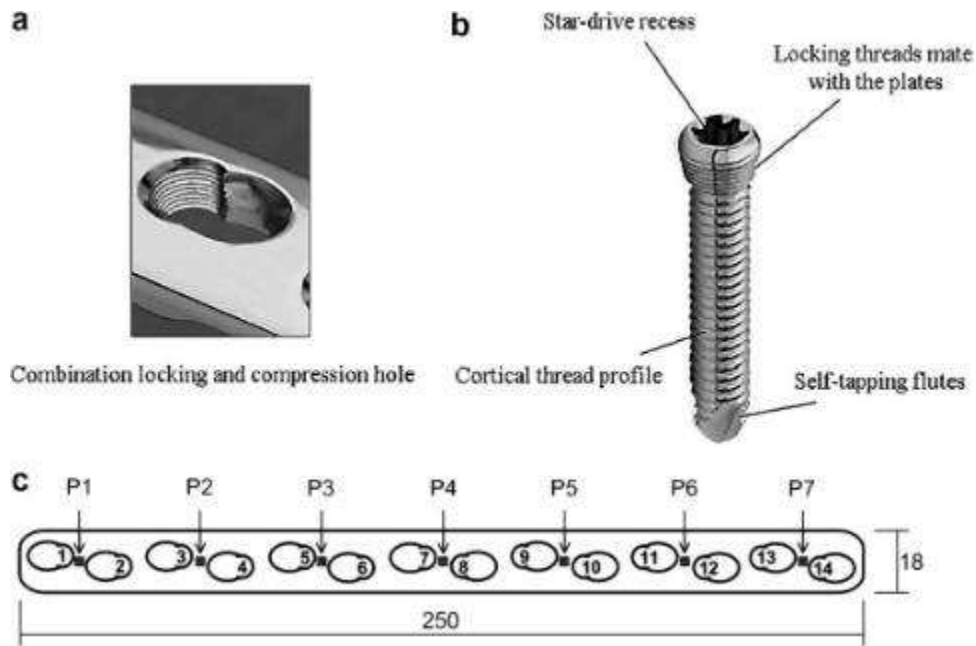 a
b
Star-drive recess
Locking threads mate
with the plates
Combination locking and compression hole
Cortical thread profile
Self-tapping flutes
c
P1 P2 P3 P4 P5 P6 P7
1 2 3 4 5 6 7 8 9 10 11 12 13 14
18
250